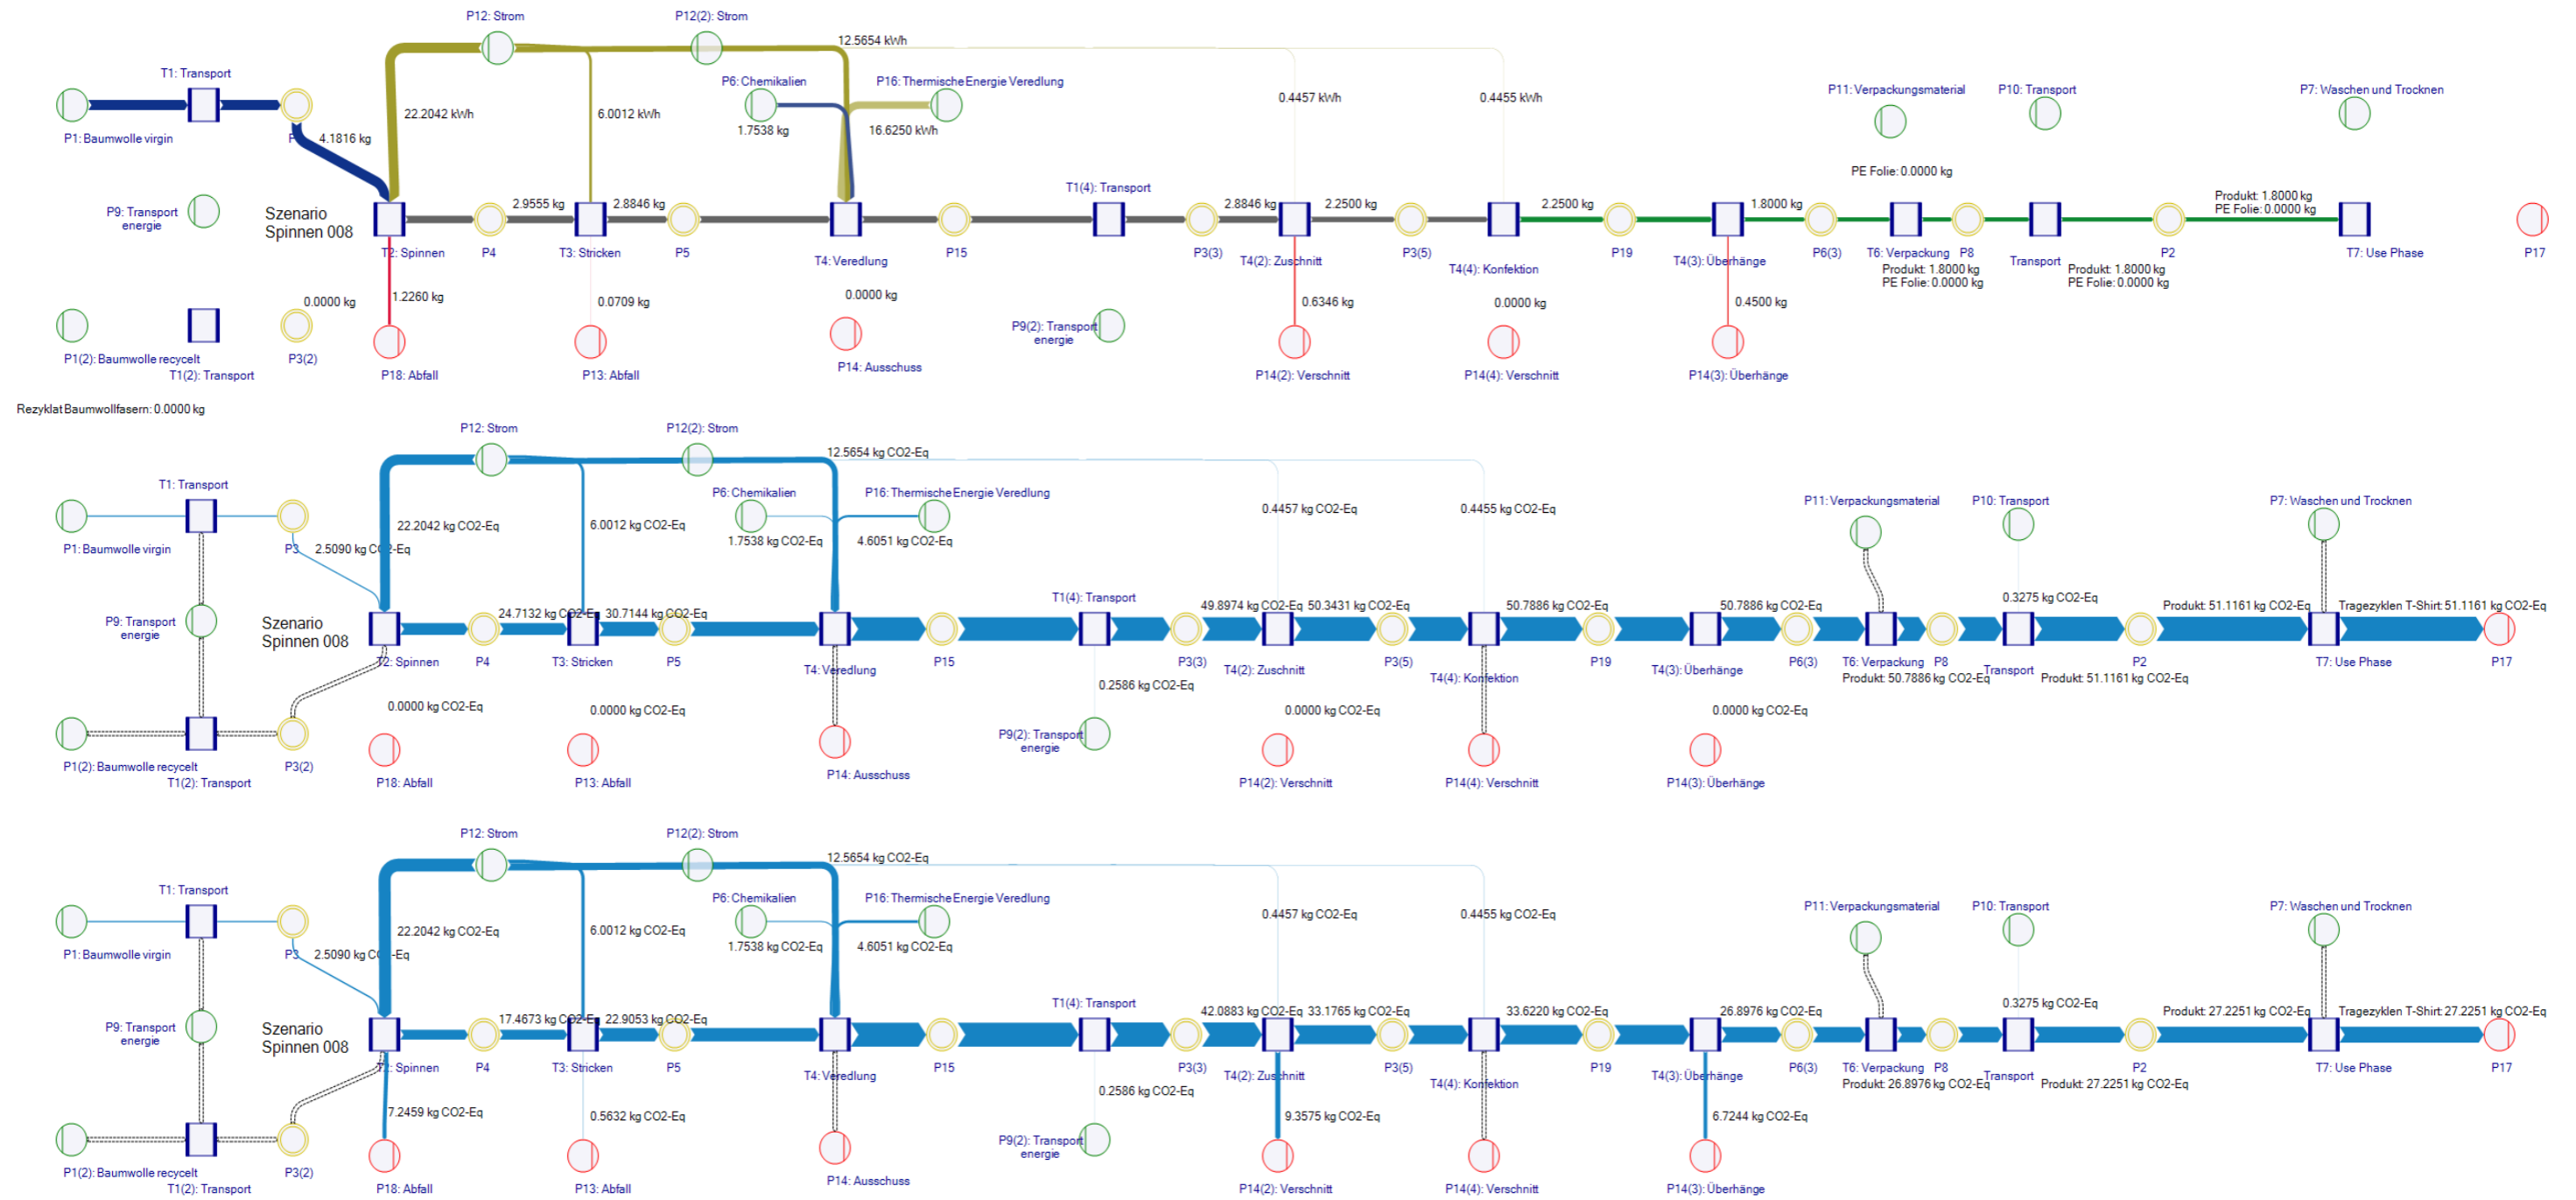 P12: Strom
P12(2): Strom
12.5654 kWh
T1: Transport
P6: Chemikalien
P16: Thermische Energie Veredlung
P11: Verpackungsmaterial
P10: Transport
P7: Waschen und Trocknen
0.4457 kWh
0.4455 kWh
22.2042 kWh
6.0012 kWh
1.7538 kg
16.6250 kWh
P1: Baumwolle virgin
4.1816 kg
PE Folie: 0.0000 kg
T1(4): Transport
P9: Transport
energie
Szenario
Spinnen 008
2.9555 kg
2.8846 kg
2.8846 kg
2.2500 kg
2.2500 kg
1.8000 kg
Produkt: 1.8000 kg
PE Folie: 0.0000 kg
T2: Spinnen
P4
T3: Stricken
P5
T4: Veredlung
P15
P3(3)
T4(2): Zuschnitt
P3(5)
T4(4): Konfektion
P19
T4(3): Überhänge
P6(3)
T6: Verpackung
P8
Transport
P2
T7: Use Phase
P17
Produkt: 1.8000 kg
PE Folie: 0.0000 kg
Produkt: 1.8000 kg
PE Folie: 0.0000 kg
0.0000 kg
1.2260 kg
0.0709 kg
0.0000 kg
0.6346 kg
0.0000 kg
0.4500 kg
P9(2): Transport
energie
P1(2): Baumwolle recycelt
T1(2): Transport
P3(2)
P18: Abfall
P13: Abfall
P14: Ausschuss
P14(2): Verschnitt
P14(4): Verschnitt
P14(3): Überhänge
Rezyklat Baumwollfasern: 0.0000 kg
P12: Strom
P12(2): Strom
12.5654 kg CO2-Eq
T1: Transport
P6: Chemikalien
P16: Thermische Energie Veredlung
P11: Verpackungsmaterial
P10: Transport
P7: Waschen und Trocknen
0.4457 kg CO2-Eq
0.4455 kg CO2-Eq
22.2042 kg CO2-Eq
6.0012 kg CO2-Eq
1.7538 kg CO2-Eq
4.6051 kg CO2-Eq
P1: Baumwolle virgin
P3
2.5090 kg CO2-Eq
T1(4): Transport
0.3275 kg CO2-Eq
P9: Transport
energie
Szenario
Spinnen 008
24.7132 kg CO2-Eq
30.7144 kg CO2-Eq
49.8974 kg CO2-Eq
50.3431 kg CO2-Eq
50.7886 kg CO2-Eq
50.7886 kg CO2-Eq
Produkt: 51.1161 kg CO2-Eq
Tragezyklen T-Shirt: 51.1161 kg CO2-Eq
T2: Spinnen
P4
T3: Stricken
P5
T4: Veredlung
P15
P3(3)
T4(2): Zuschnitt
P3(5)
T4(4): Konfektion
P19
T4(3): Überhänge
P6(3)
T6: Verpackung
P8
Transport
P2
T7: Use Phase
P17
Produkt: 50.7886 kg CO2-Eq
Produkt: 51.1161 kg CO2-Eq
0.2586 kg CO2-Eq
0.0000 kg CO2-Eq
0.0000 kg CO2-Eq
0.0000 kg CO2-Eq
0.0000 kg CO2-Eq
P9(2): Transport
energie
P1(2): Baumwolle recycelt
T1(2): Transport
P3(2)
P18: Abfall
P13: Abfall
P14: Ausschuss
P14(2): Verschnitt
P14(4): Verschnitt
P14(3): Überhänge
P12: Strom
P12(2): Strom
12.5654 kg CO2-Eq
T1: Transport
P6: Chemikalien
P16: Thermische Energie Veredlung
P11: Verpackungsmaterial
P10: Transport
P7: Waschen und Trocknen
0.4457 kg CO2-Eq
0.4455 kg CO2-Eq
22.2042 kg CO2-Eq
6.0012 kg CO2-Eq
1.7538 kg CO2-Eq
4.6051 kg CO2-Eq
P1: Baumwolle virgin
P3
2.5090 kg CO2-Eq
T1(4): Transport
0.3275 kg CO2-Eq
P9: Transport
energie
Szenario
Spinnen 008
17.4673 kg CO2-Eq
22.9053 kg CO2-Eq
42.0883 kg CO2-Eq
33.1765 kg CO2-Eq
33.6220 kg CO2-Eq
26.8976 kg CO2-Eq
Produkt: 27.2251 kg CO2-Eq
Tragezyklen T-Shirt: 27.2251 kg CO2-Eq
T2: Spinnen
P4
T3: Stricken
P5
T4: Veredlung
P15
P3(3)
T4(2): Zuschnitt
P3(5)
T4(4): Konfektion
P19
T4(3): Überhänge
P6(3)
T6: Verpackung
P8
Transport
P2
T7: Use Phase
P17
Produkt: 26.8976 kg CO2-Eq
Produkt: 27.2251 kg CO2-Eq
0.2586 kg CO2-Eq
7.2459 kg CO2-Eq
0.5632 kg CO2-Eq
9.3575 kg CO2-Eq
6.7244 kg CO2-Eq
P9(2): Transport
energie
P1(2): Baumwolle recycelt
T1(2): Transport
P3(2)
P18: Abfall
P13: Abfall
P14: Ausschuss
P14(2): Verschnitt
P14(4): Verschnitt
P14(3): Überhänge